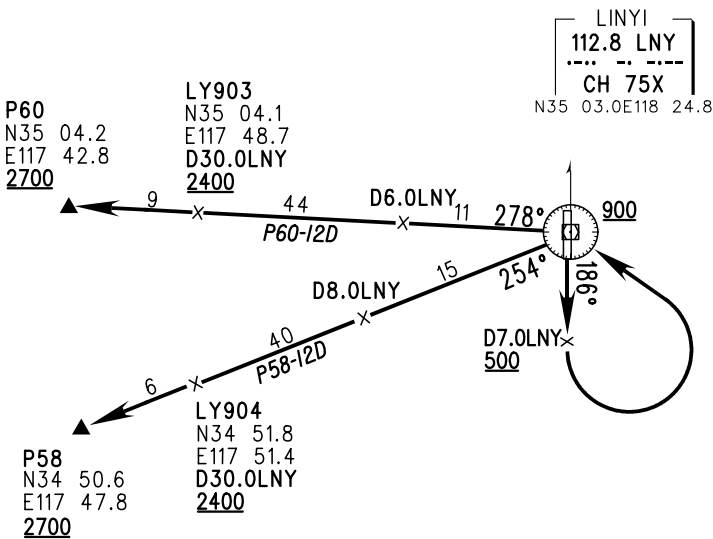 LINYI
112.8 LNY
CH 75X
N35 03.0E118 24.8
P60
N35 04.2
E117 42.8
2700
LY903
N35 04.1
E117 48.7
D30.0LNY
2400
9
44
P60-12D
D6.0LNY
11
278°
900
254°
186°
15
D8.0LNY
40
P58-12D
6
D7.0LNY
500
LY904
N34 51.8
E117 51.4
D30.0LNY
2400
P58
N34 50.6
E117 47.8
2700